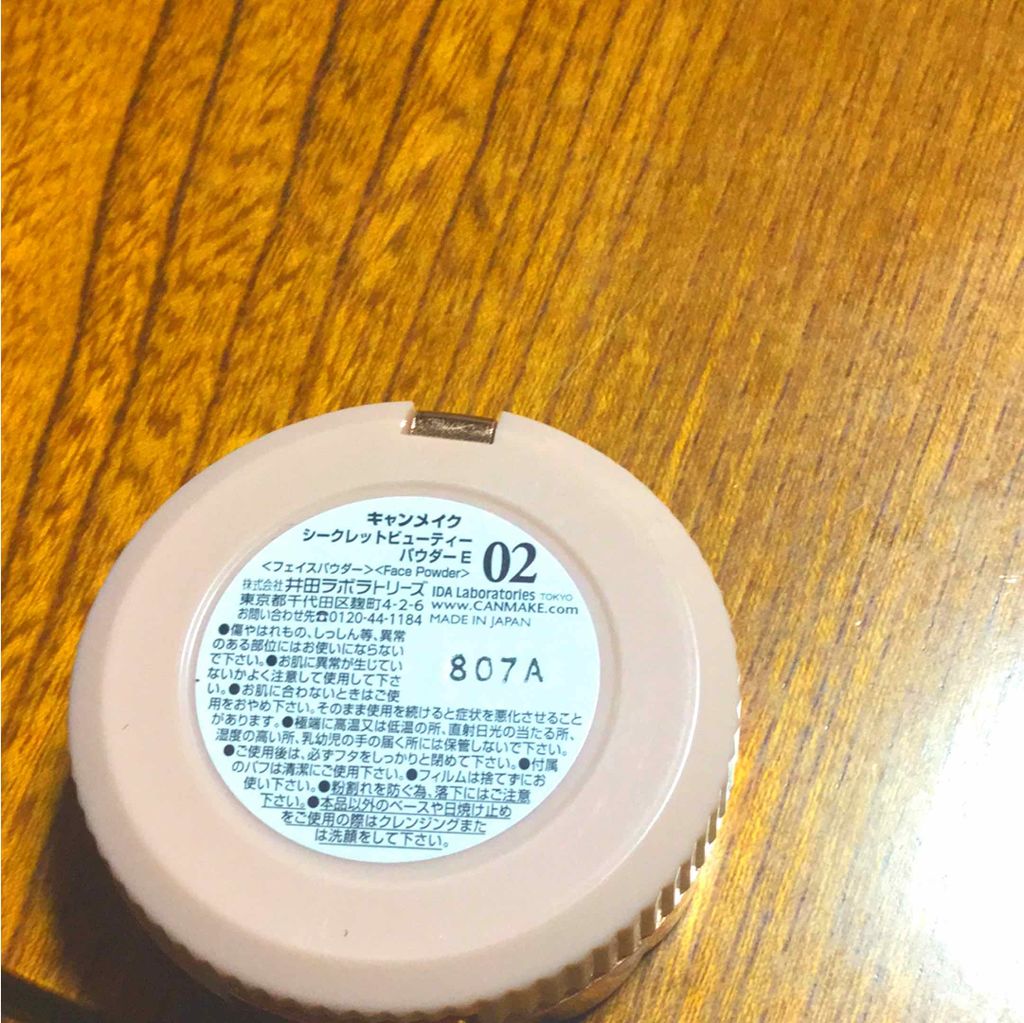 キャンメイク
シークレットビューティー
パウダーE 02
<フェイスパウダー><Face Powder>
株式会社 井田ラボラトリーズ IDA Laboratories TOKYO
東京都千代田区麹町4-2-6 www.CANMAKE.com
お問い合わせ先☎0120-44-1184 MADE IN JAPAN
●傷やはれもの、しっしん等、異常
のある部位にはお使いにならない
で下さい。●お肌に異常が生じてい
ないかよく注意して使用して下さ
い。●お肌に合わないときはご使
用をおやめ下さい。そのまま使用を続けると症状を悪化させること
があります。●極端に高温又は低温の所、直射日光の当たる所、
湿度の高い所、乳幼児の手の届く所には保管しないで下さい。
●ご使用後は、必ずフタをしっかりと閉めて下さい。●付属
のパフは清潔にご使用下さい。●フィルムは捨てずにお
使い下さい。●粉割れを防ぐ為、落下にはご注意
下さい。●本品以外のベースや日焼け止め
をご使用の際はクレンジングまた
は洗顔をして下さい。
807A